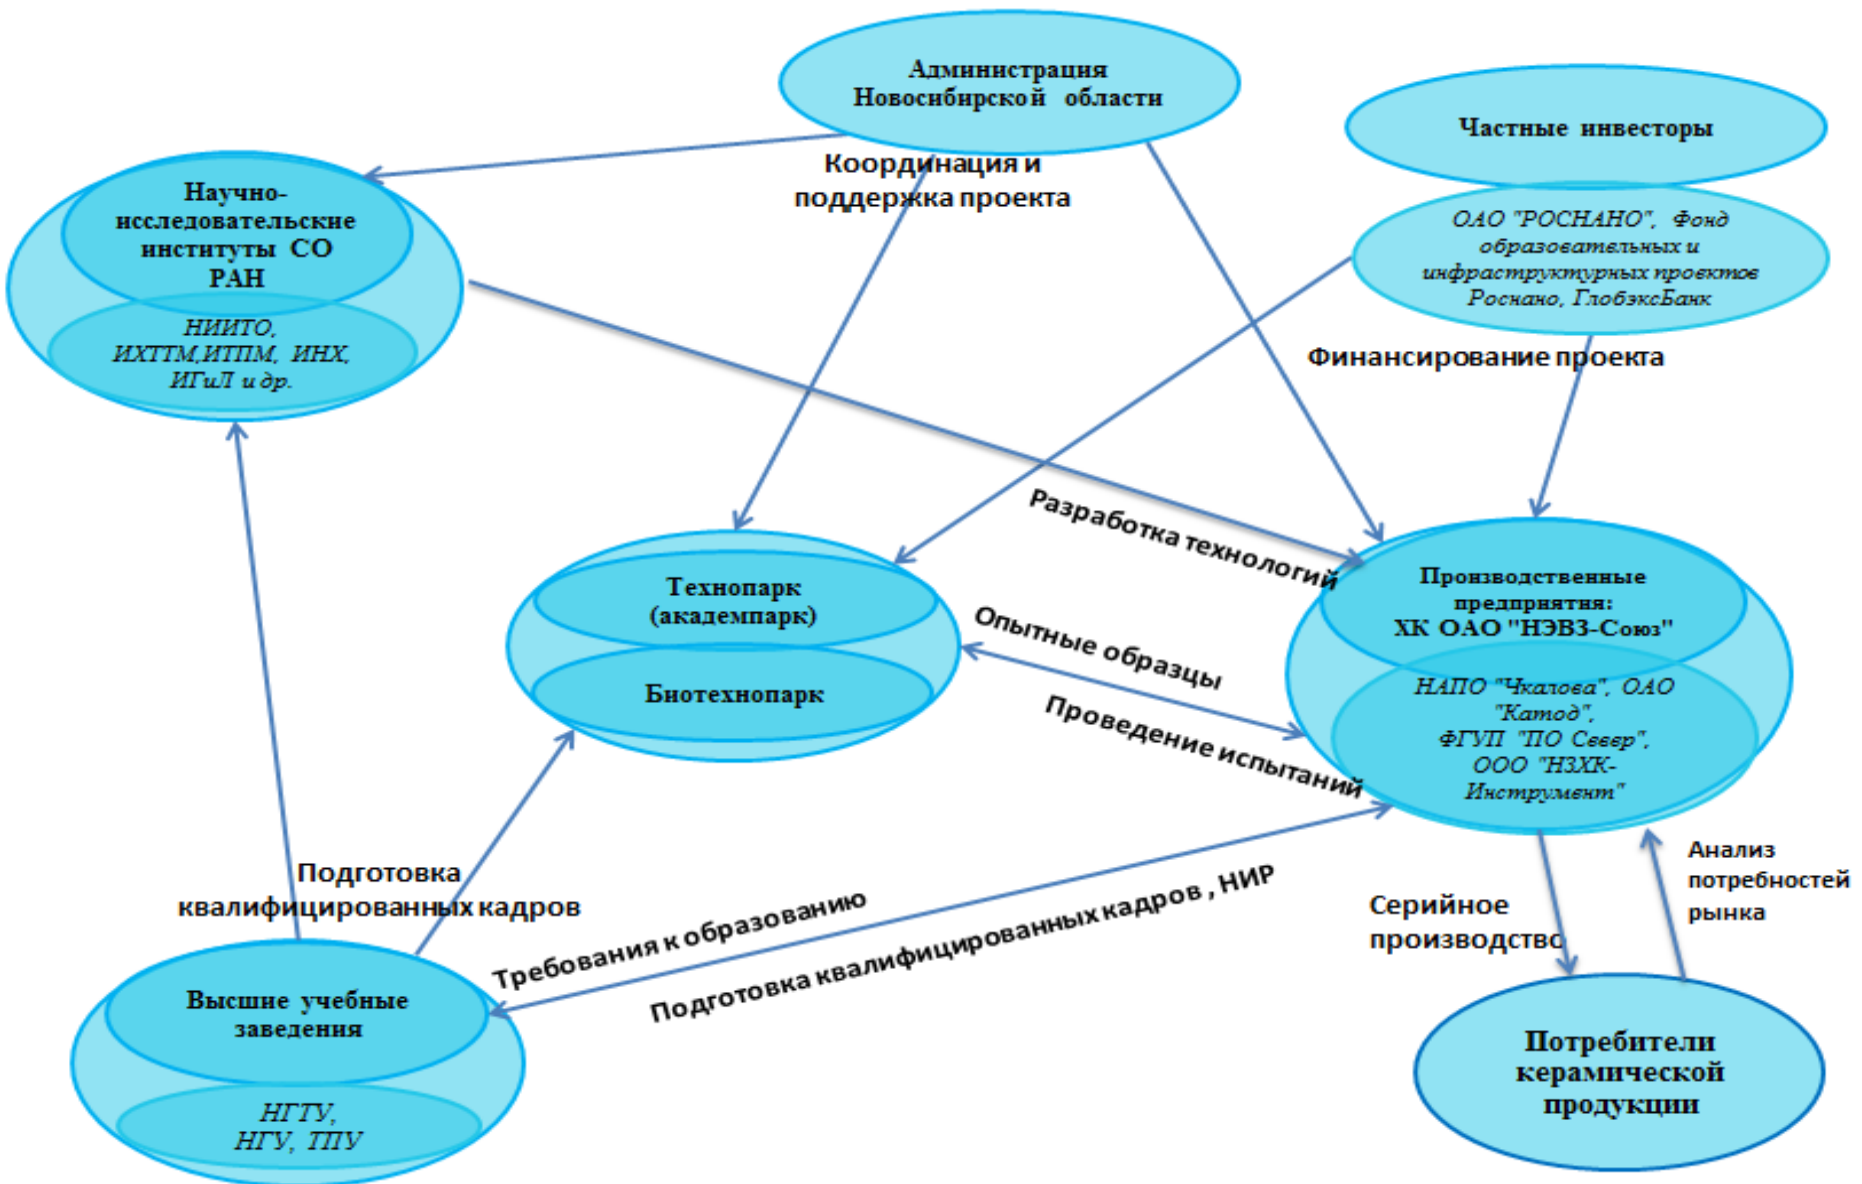 Администрация
Новосибирской области
Частные инвесторы
ОАО "РОСНАНО", Фонд
образовательных и
инфраструктурных проектов
Роснано, ГлобэксБанк
Координация и
поддержка проекта
Научно-
исследовательские
институты СО
РАН
НИИТО,
ИХТТМ,ИТПМ, ИНХ,
ИГиЛ и др.
Финансирование проекта
Разработка технологий
Технопарк
(академпарк)
Биотехнопарк
Опытные образцы
Проведение испытаний
Производственные
предприятия:
ХК ОАО "НЭВЗ-Союз"
НАПО "Чкалова", ОАО
"Катод",
ФГУП "ПО Север",
ООО "НЗХК-
Инструмент"
Подготовка
квалифицированных кадров
Требования к образованию
Подготовка квалифицированных кадров , НИР
Серийное
производство
Анализ
потребностей
рынка
Высшие учебные
заведения
НГТУ,
НГУ, ТПУ
Потребители
керамической
продукции